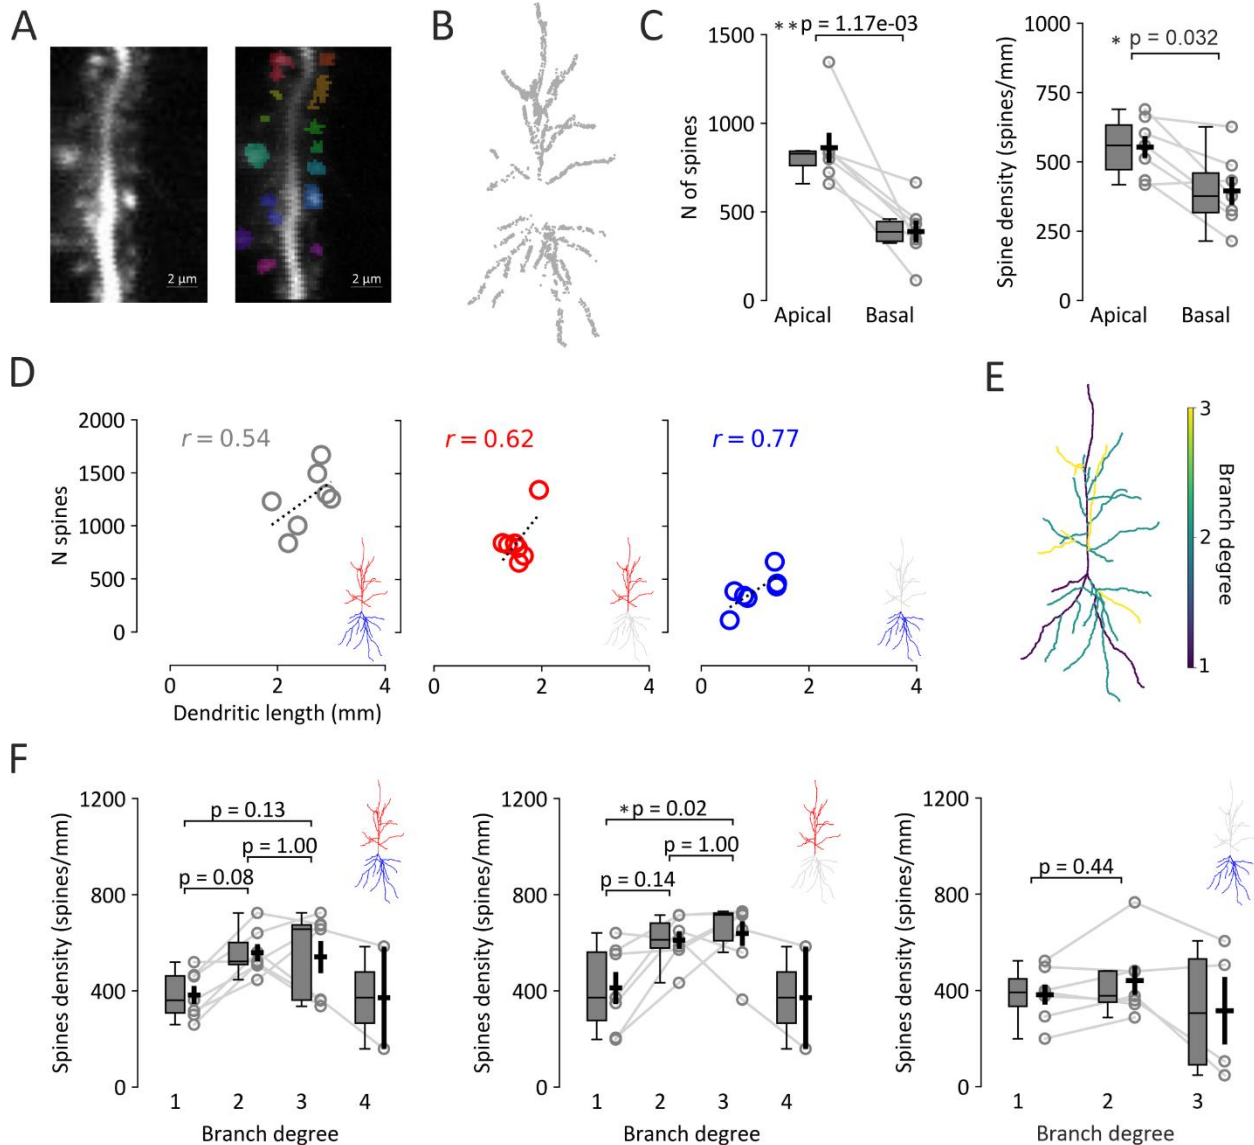 A
2 μm
2 μm
B
C
**p = 1.17e-03
N of spines
1500
1000
500
0
Apical Basal
* p = 0.032
Spine density (spines/mm)
1000
750
500
250
0
Apical Basal
D
N spines
2000
1500
1000
500
0
r = 0.54
r = 0.62
r = 0.77
0 2 4
0 2 4
0 2 4
Dendritic length (mm)
E
3
2
1
Branch degree
F
Spines density (spines/mm)
1200
800
400
0
p = 0.13
p = 1.00
p = 0.08
1 2 3 4
Branch degree
Spines density (spines/mm)
1200
800
400
0
*p = 0.02
p = 1.00
p = 0.14
1 2 3 4
Branch degree
Spines density (spines/mm)
1200
800
400
0
p = 0.44
1 2 3
Branch degree